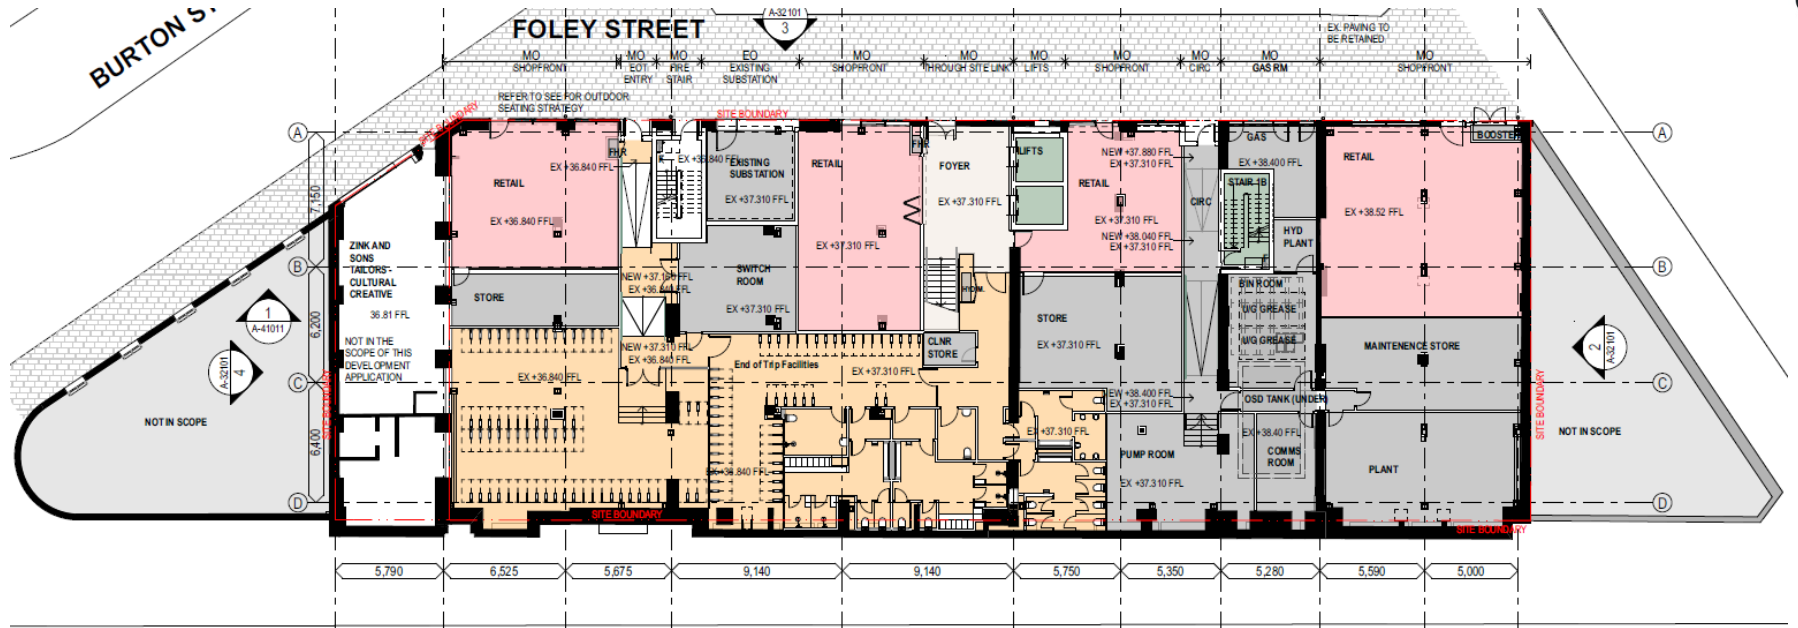 BURTON ST
FOLEY STREET
A-32101
3
EX. PAVING TO
BE RETAINED
MO
SHOPFRONT
MO
EOT
ENTRY
MO
FIRE
STAIR
EO
EXISTING
SUBSTATION
MO
SHOPFRONT
MO
THROUGH SITE LINK
MO
LIFTS
MO
SHOPFRONT
MO
CIRC
MO
GAS RM
MO
SHOPFRONT
REFER TO SEE FOR OUTDOOR
SEATING STRATEGY
SITE BOUNDARY
SITE BOUNDARY
A
A
7,150
B
B
6,200
C
C
6,400
D
D
RETAIL
EX +36.840 FFL
FHR
EX +36.840 FFL
EX +36.840 FFL
EXISTING
SUBSTATION
EX +37.310 FFL
RETAIL
EX +37.310 FFL
FHR
FOYER
EX +37.310 FFL
LIFTS
RETAIL
NEW +37.880 FFL
EX +37.310 FFL
EX +37.310 FFL
NEW +38.040 FFL
EX +37.310 FFL
CIRC
GAS
EX +38.400 FFL
STAIR 1B
HYD
PLANT
RETAIL
EX +38.52 FFL
BOOSTER
ZINK AND
SONS
TAILORS -
CULTURAL
CREATIVE
36.81 FFL
NOT IN THE
SCOPE OF THIS
DEVELOPMENT
APPLICATION
1
A-41011
4
A-32101
NOT IN SCOPE
SITE BOUNDARY
STORE
EX +36.840 FFL
NEW +37.310 FFL
EX +36.840 FFL
SWITCH
ROOM
EX +37.310 FFL
End of Trip Facilities
EX +37.310 FFL
EX +36.840 FFL
CLNR
STORE
STORE
EX +37.310 FFL
NEW +38.400 FFL
EX +37.310 FFL
EX +37.310 FFL
PUMP ROOM
EX +37.310 FFL
BIN ROOM
U/G GREASE
U/G GREASE
OSD TANK (UNDER)
EX +38.40 FFL
COMMS
ROOM
MAINTENENCE STORE
PLANT
2
A-32101
NOT IN SCOPE
SITE BOUNDARY
SITE BOUNDARY
SITE BOUNDARY
5,790
6,525
5,675
9,140
9,140
5,750
5,350
5,280
5,590
5,000